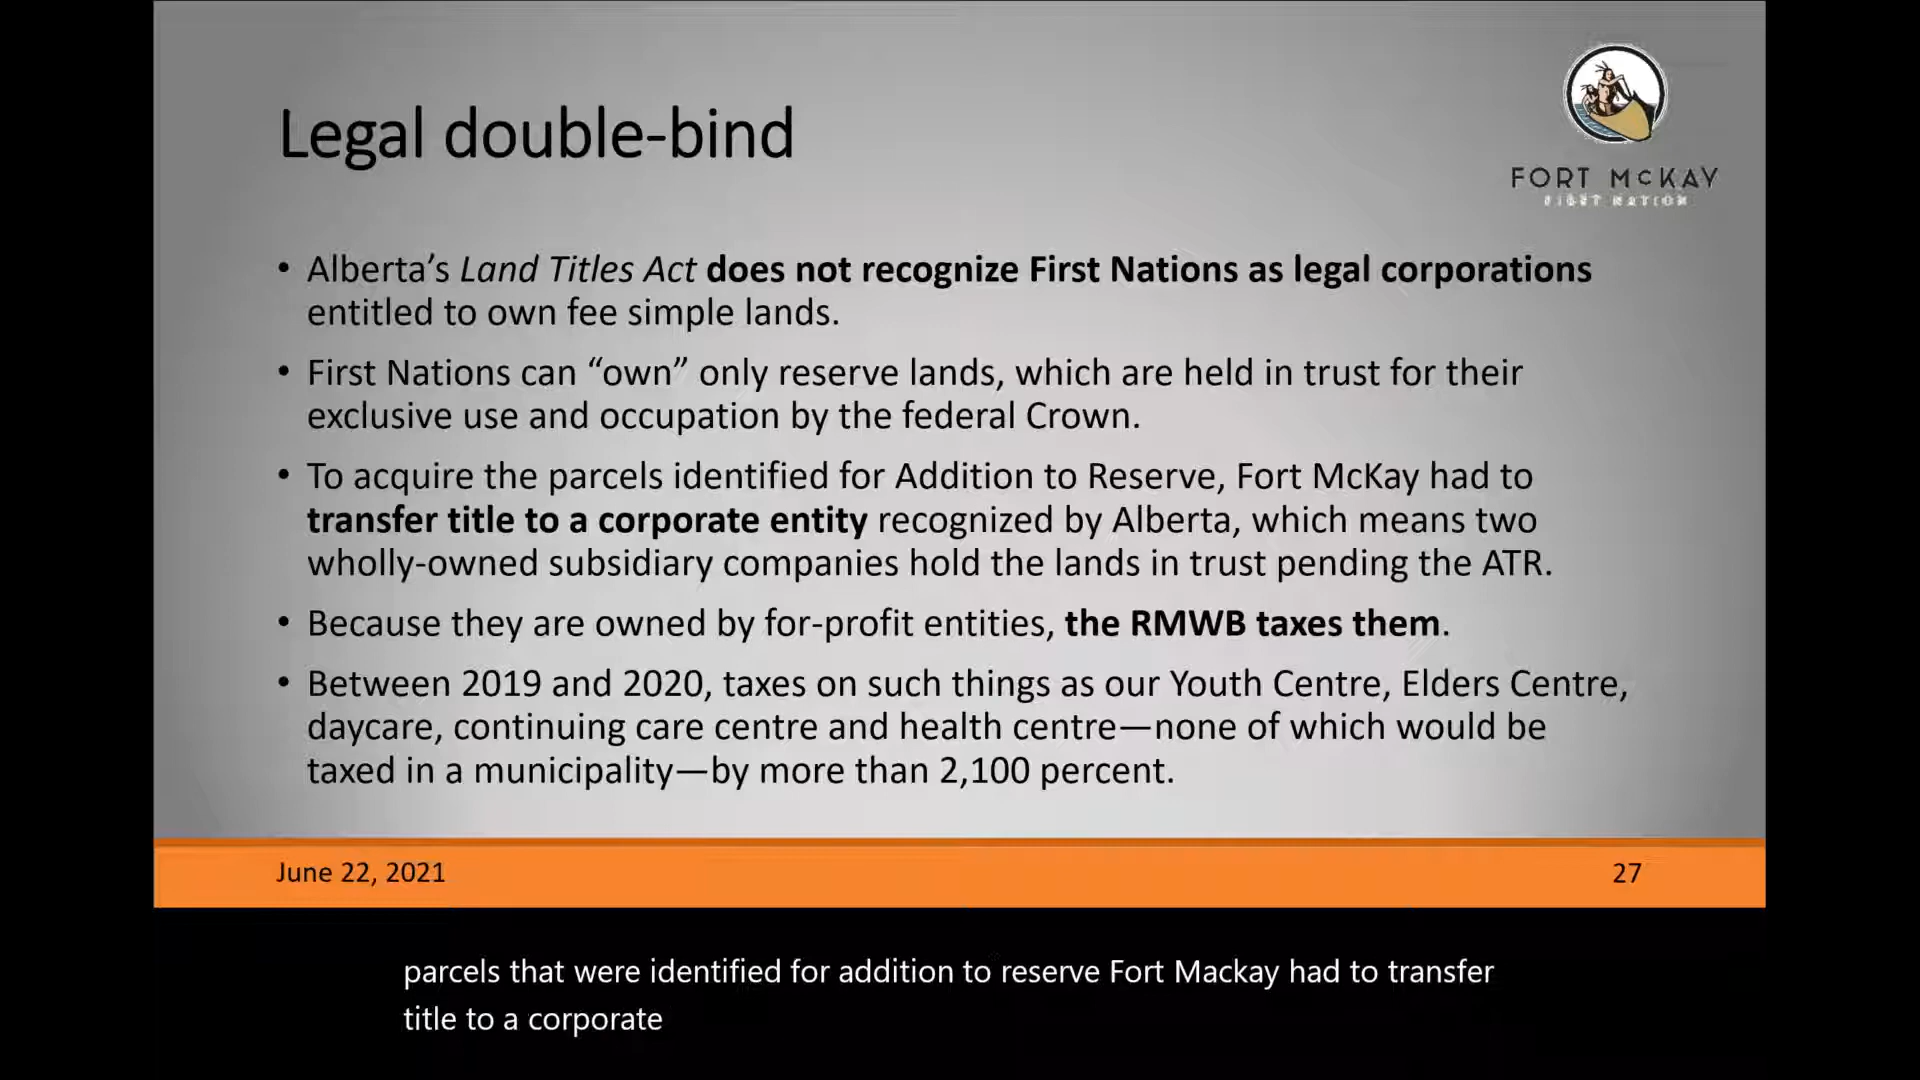 Legal double-bind
FORT McKAY
FIRST NATION
• Alberta’s Land Titles Act does not recognize First Nations as legal corporations
entitled to own fee simple lands.
• First Nations can “own” only reserve lands, which are held in trust for their
exclusive use and occupation by the federal Crown.
• To acquire the parcels identified for Addition to Reserve, Fort McKay had to
transfer title to a corporate entity recognized by Alberta, which means two
wholly-owned subsidiary companies hold the lands in trust pending the ATR.
• Because they are owned by for-profit entities, the RMWB taxes them.
• Between 2019 and 2020, taxes on such things as our Youth Centre, Elders Centre,
daycare, continuing care centre and health centre—none of which would be
taxed in a municipality—by more than 2,100 percent.
June 22, 2021
27
parcels that were identified for addition to reserve Fort Mackay had to transfer
title to a corporate